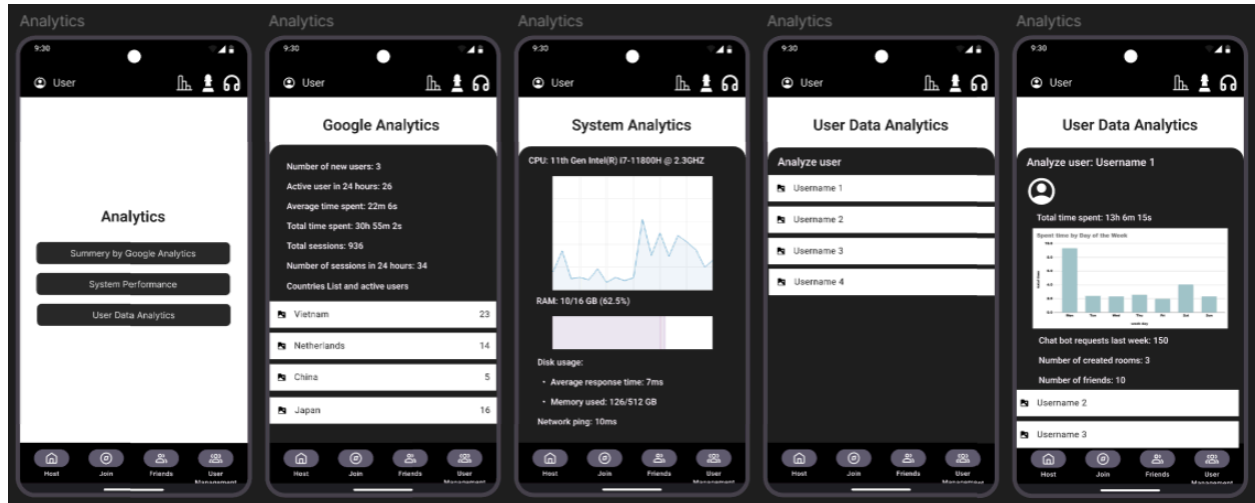 Analytics
9:30
User
Analytics
Summery by Google Analytics
System Performance
User Data Analytics
Host
Join
Friends
User
Management
Analytics
9:30
User
Google Analytics
Number of new users: 3
Active user in 24 hours: 26
Average time spent: 22m 6s
Total time spent: 30h 55m 2s
Total sessions: 936
Number of sessions in 24 hours: 34
Countries List and active users
Vietnam 23
Netherlands 14
China 5
Japan 16
Host
Join
Friends
User
Management
Analytics
9:30
User
System Analytics
CPU: 11th Gen Intel(R) i7-11800H @ 2.3GHZ
RAM: 10/16 GB (62.5%)
Disk usage:
• Average response time: 7ms
• Memory used: 126/512 GB
Network ping: 10ms
Host
Join
Friends
User
Management
Analytics
9:30
User
User Data Analytics
Analyze user
Username 1
Username 2
Username 3
Username 4
Host
Join
Friends
User
Management
Analytics
9:30
User
User Data Analytics
Analyze user: Username 1
Total time spent: 13h 6m 15s
Spent time by Day of the Week
Chat bot requests last week: 150
Number of created rooms: 3
Number of friends: 10
Username 2
Username 3
Host
Join
Friends
User
Management